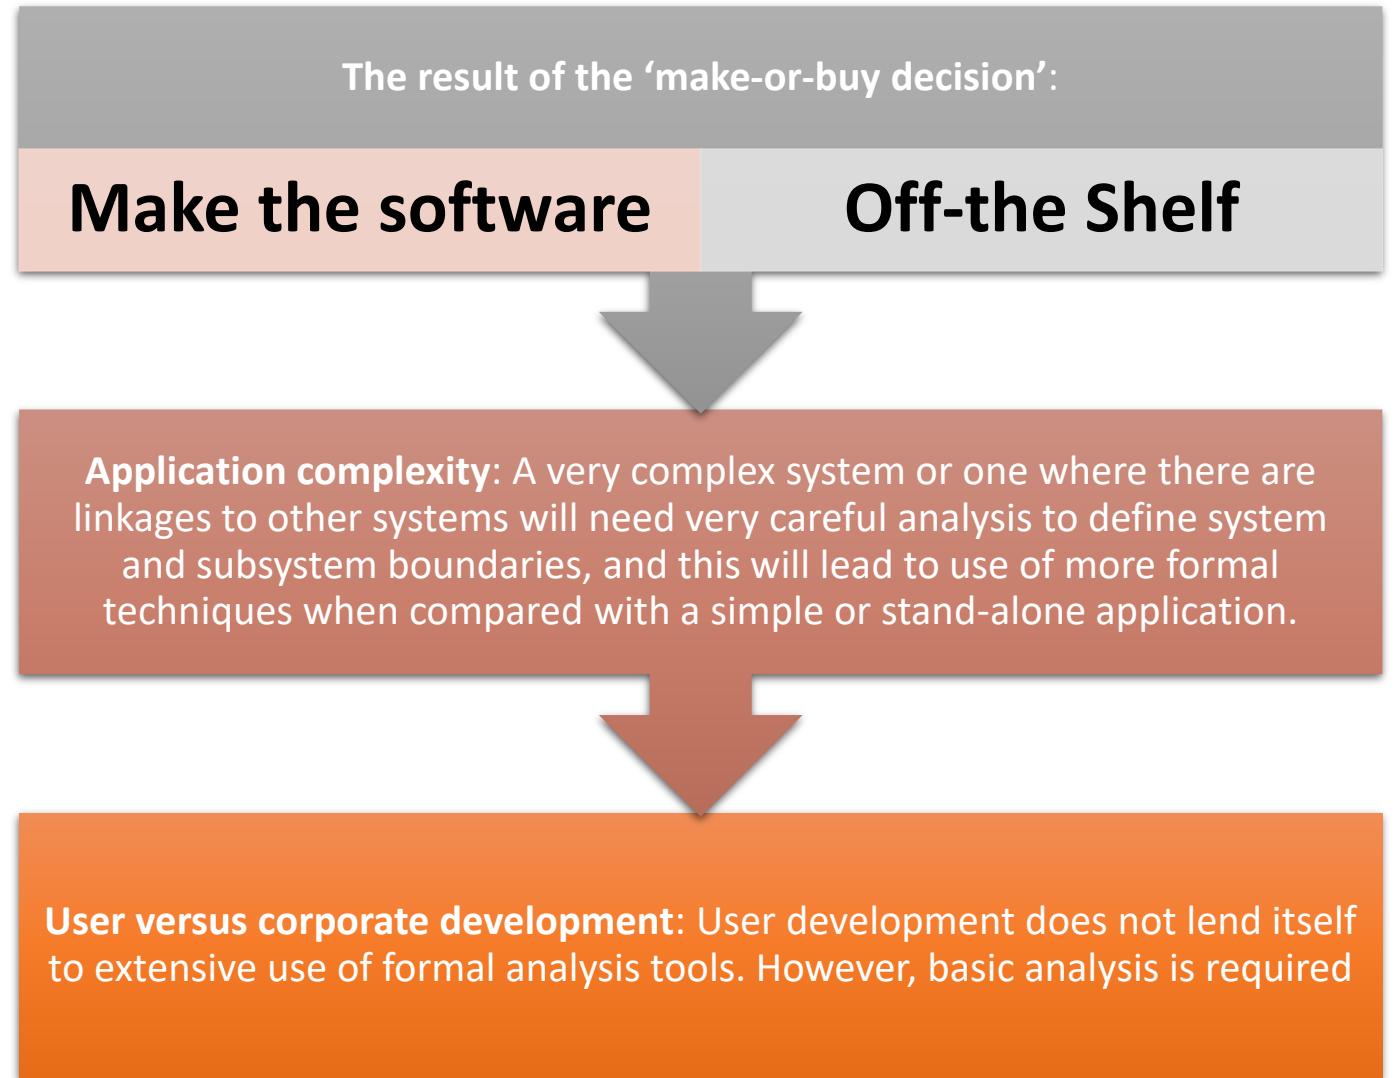 The result of the ‘make-or-buy decision’:
Make the software
Off-the Shelf
Application complexity: A very complex system or one where there are
linkages to other systems will need very careful analysis to define system
and subsystem boundaries, and this will lead to use of more formal
techniques when compared with a simple or stand-alone application.
User versus corporate development: User development does not lend itself
to extensive use of formal analysis tools. However, basic analysis is required